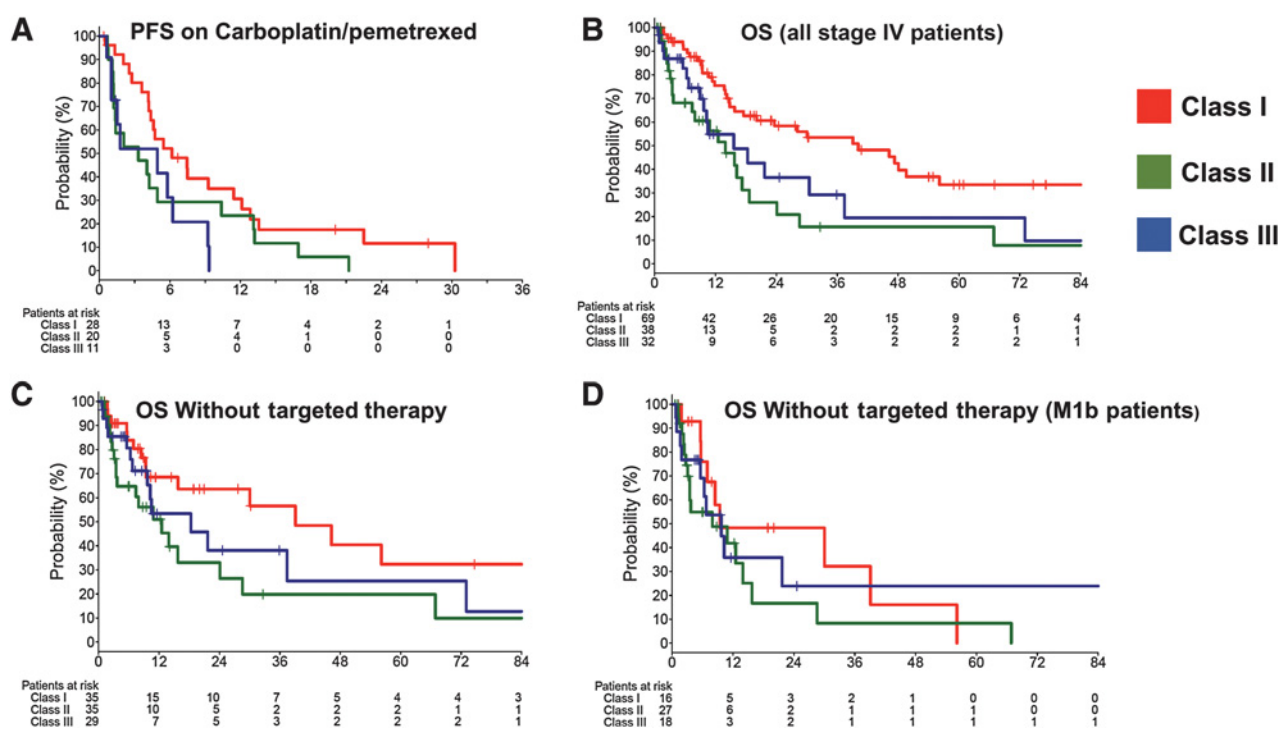 A
PFS on Carboplatin/pemetrexed
Probability (%)
100
90
80
70
60
50
40
30
20
10
0
0 6 12 18 24 30 36
Patients at risk
Class I 28 13 7 4 2 1
Class II 20 5 4 1 0 0
Class III 11 3 0 0 0 0
B
OS (all stage IV patients)
Probability (%)
100
90
80
70
60
50
40
30
20
10
0
0 12 24 36 48 60 72 84
Patients at risk
Class I 69 42 26 20 15 9 6 4
Class II 38 13 5 2 2 2 1 1
Class III 32 9 6 3 2 2 2 1
Class I
Class II
Class III
C
OS Without targeted therapy
Probability (%)
100
90
80
70
60
50
40
30
20
10
0
0 12 24 36 48 60 72 84
Patients at risk
Class I 35 15 10 7 5 4 4 3
Class II 35 10 5 2 2 2 1 1
Class III 29 7 5 3 2 2 2 1
D
OS Without targeted therapy (M1b patients)
Probability (%)
100
90
80
70
60
50
40
30
20
10
0
0 12 24 36 48 60 72 84
Patients at risk
Class I 16 5 3 2 1 0 0 0
Class II 27 6 2 1 1 1 0 0
Class III 18 3 2 1 1 1 1 1